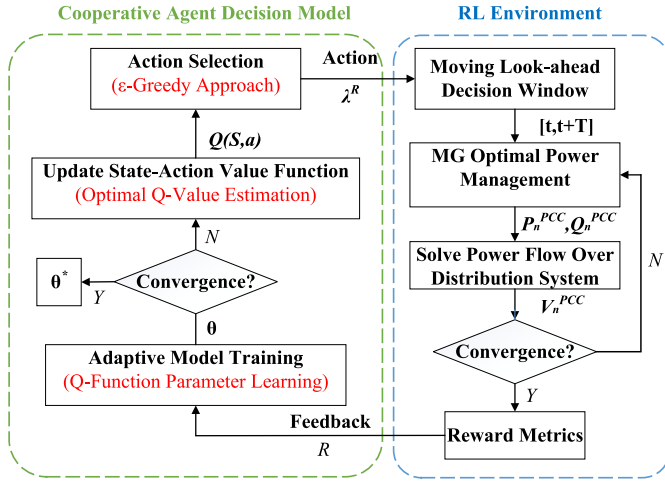 Cooperative Agent Decision Model
RL Environment
Action Selection
(ε-Greedy Approach)
Action
λ^R
Moving Look-ahead
Decision Window
[t,t+T]
Q(S,a)
MG Optimal Power
Management
Update State-Action Value Function
(Optimal Q-Value Estimation)
P_n^PCC,Q_n^PCC
N
Solve Power Flow Over
Distribution System
N
θ*
Y
Convergence?
V_n^PCC
θ
Convergence?
Adaptive Model Training
(Q-Function Parameter Learning)
Y
Feedback
R
Reward Metrics